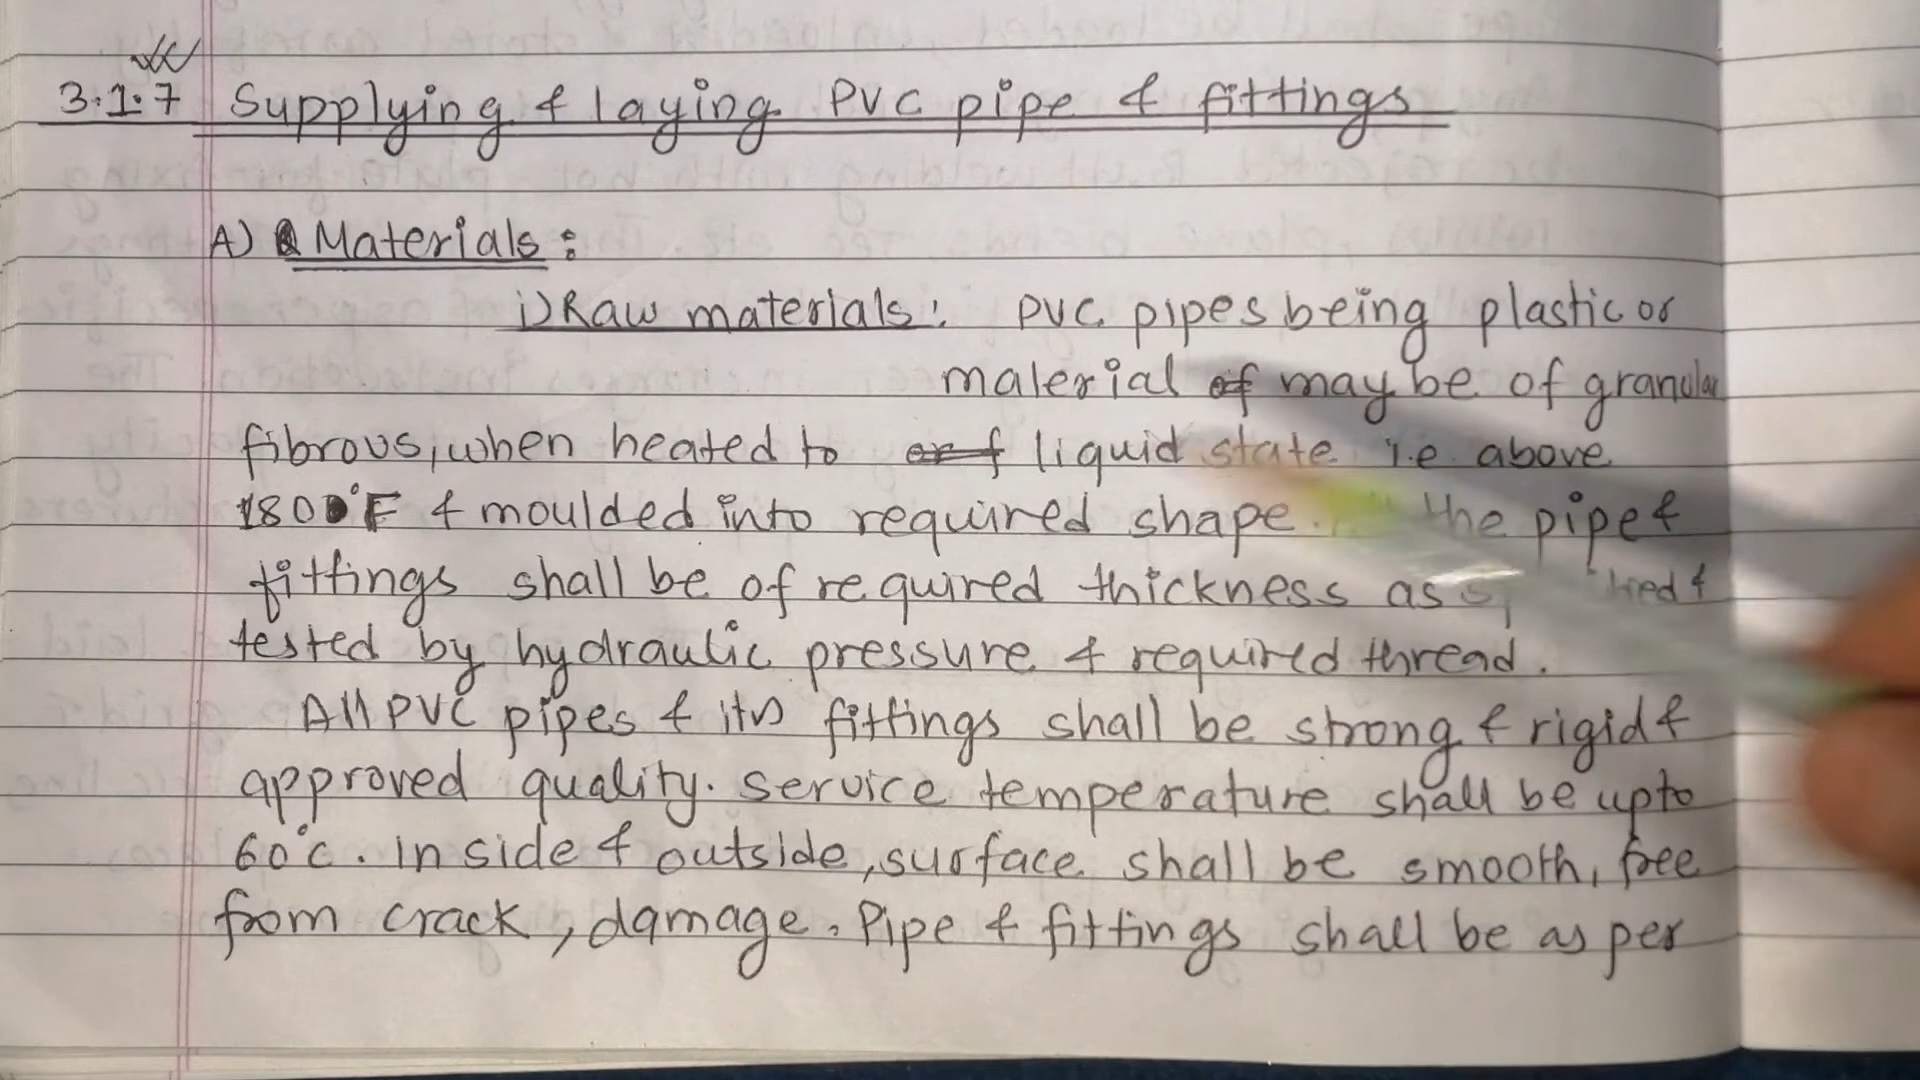 3.1.7 Supplying & laying PVC pipe & fittings
A) Materials :
i) Raw materials : PVC pipes being plastic or
material may be of granular
fibrous, when heated to liquid state i.e above
180°F & moulded into required shape. the pipe &
fittings shall be of required thickness as &
tested by hydraulic pressure & required thread.
All PVC pipes & its fittings shall be strong & rigid &
approved quality. service temperature shall be upto
60°c. inside & outside, surface shall be smooth, free
from crack, damage. Pipe & fittings shall be as per